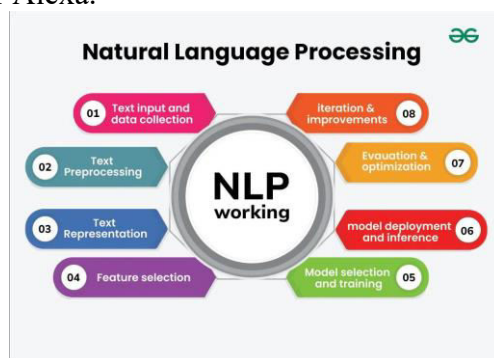 Natural Language Processing
01
Text input and
data collection
02
Text
Preprocessing
03
Text
Representation
04
Feature selection
NLP
working
iteration &
improvements
08
Evauation &
optimization
07
model deployment
and inference
06
Model selection
and training
05